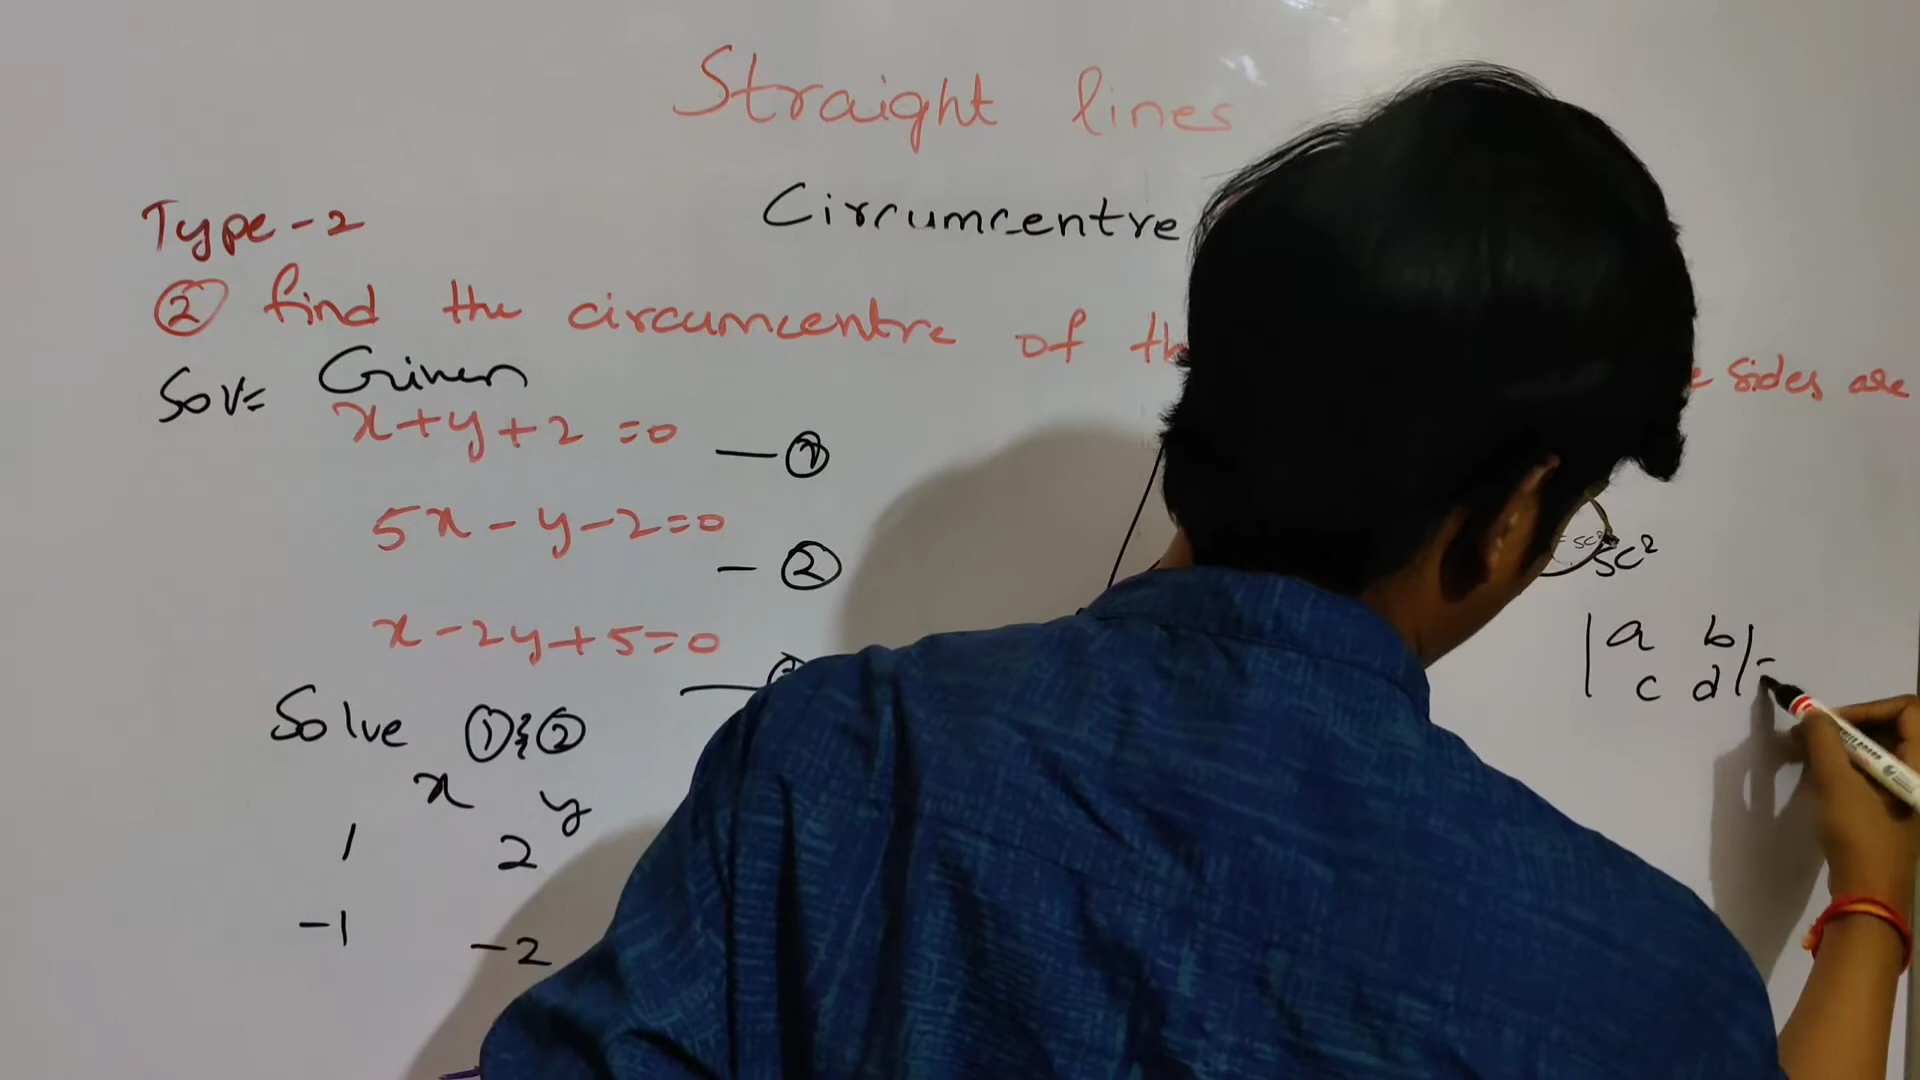 Straight lines
Circumcentre
Type-2
② find the circumcentre of th
sides are
Sol:- Given
x+y+2=0 — ①
5x-y-2=0 — ②
x-2y+5=0 —
SC²
Solve ① & ②
x y
1 2
-1 -2
|a b|
|c d| =